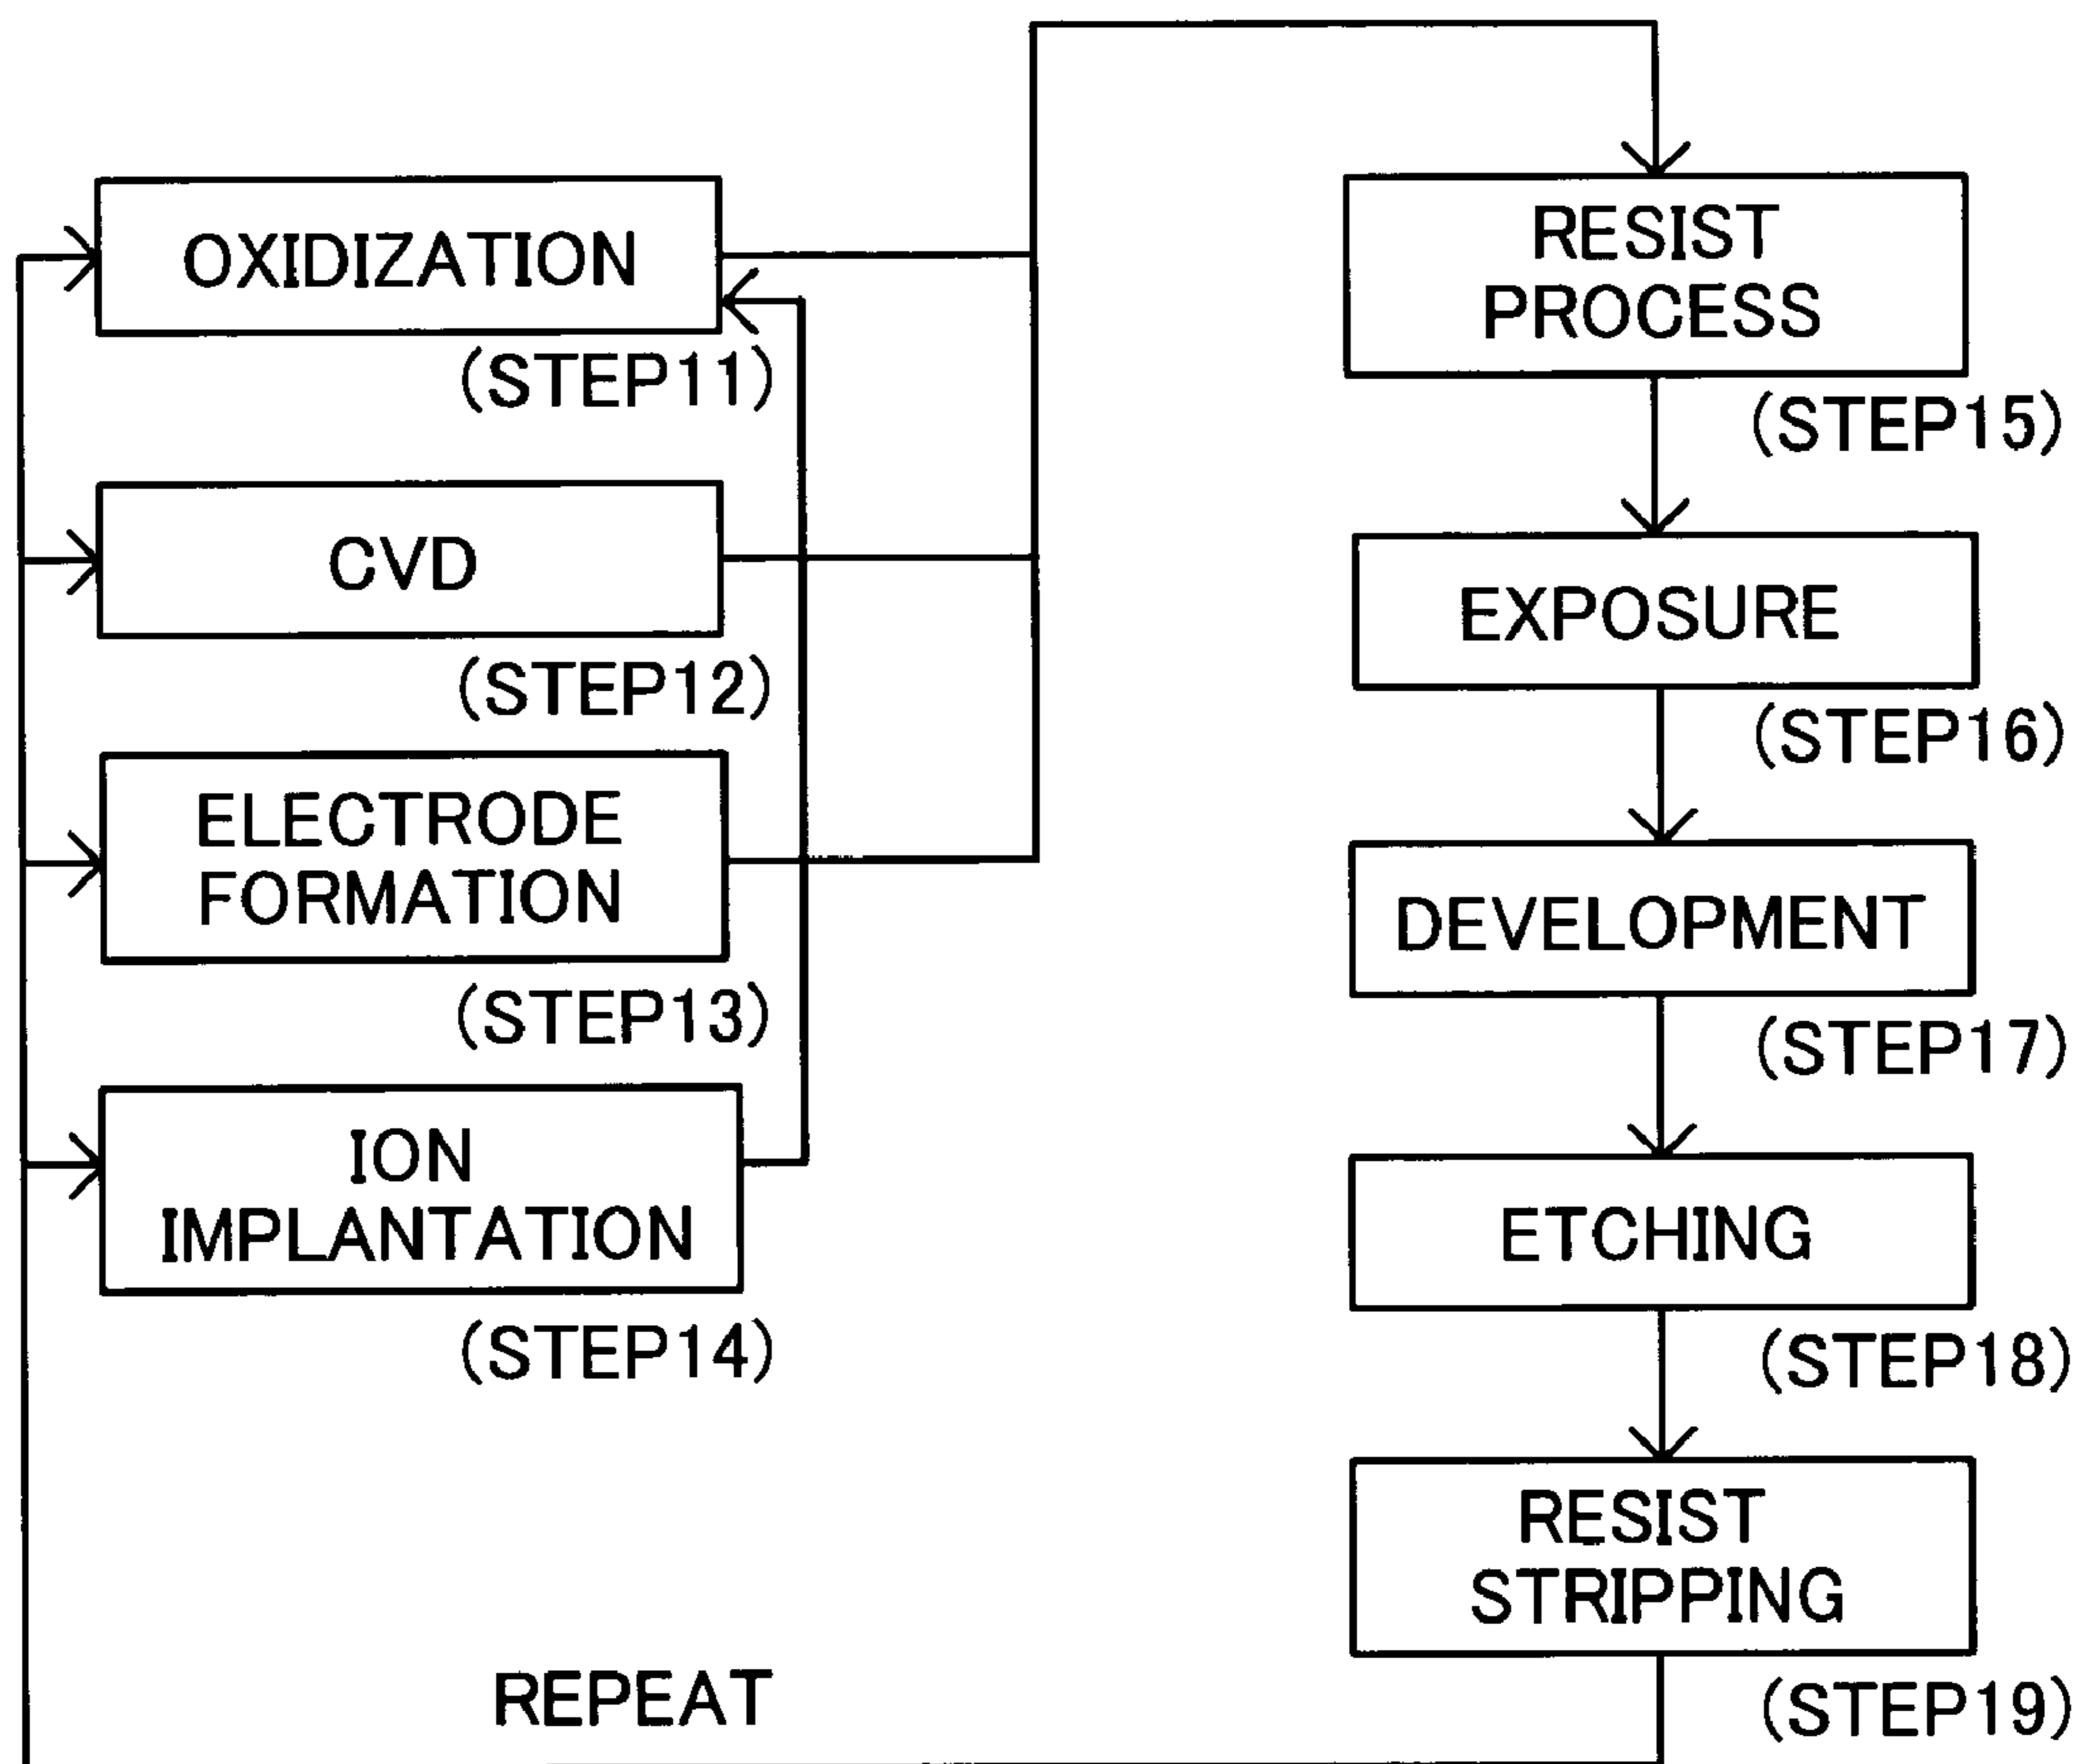 OXIDIZATION
(STEP11)
CVD
(STEP12)
ELECTRODE
FORMATION
(STEP13)
ION
IMPLANTATION
(STEP14)
REPEAT
RESIST
PROCESS
(STEP15)
EXPOSURE
(STEP16)
DEVELOPMENT
(STEP17)
ETCHING
(STEP18)
RESIST
STRIPPING
(STEP19)